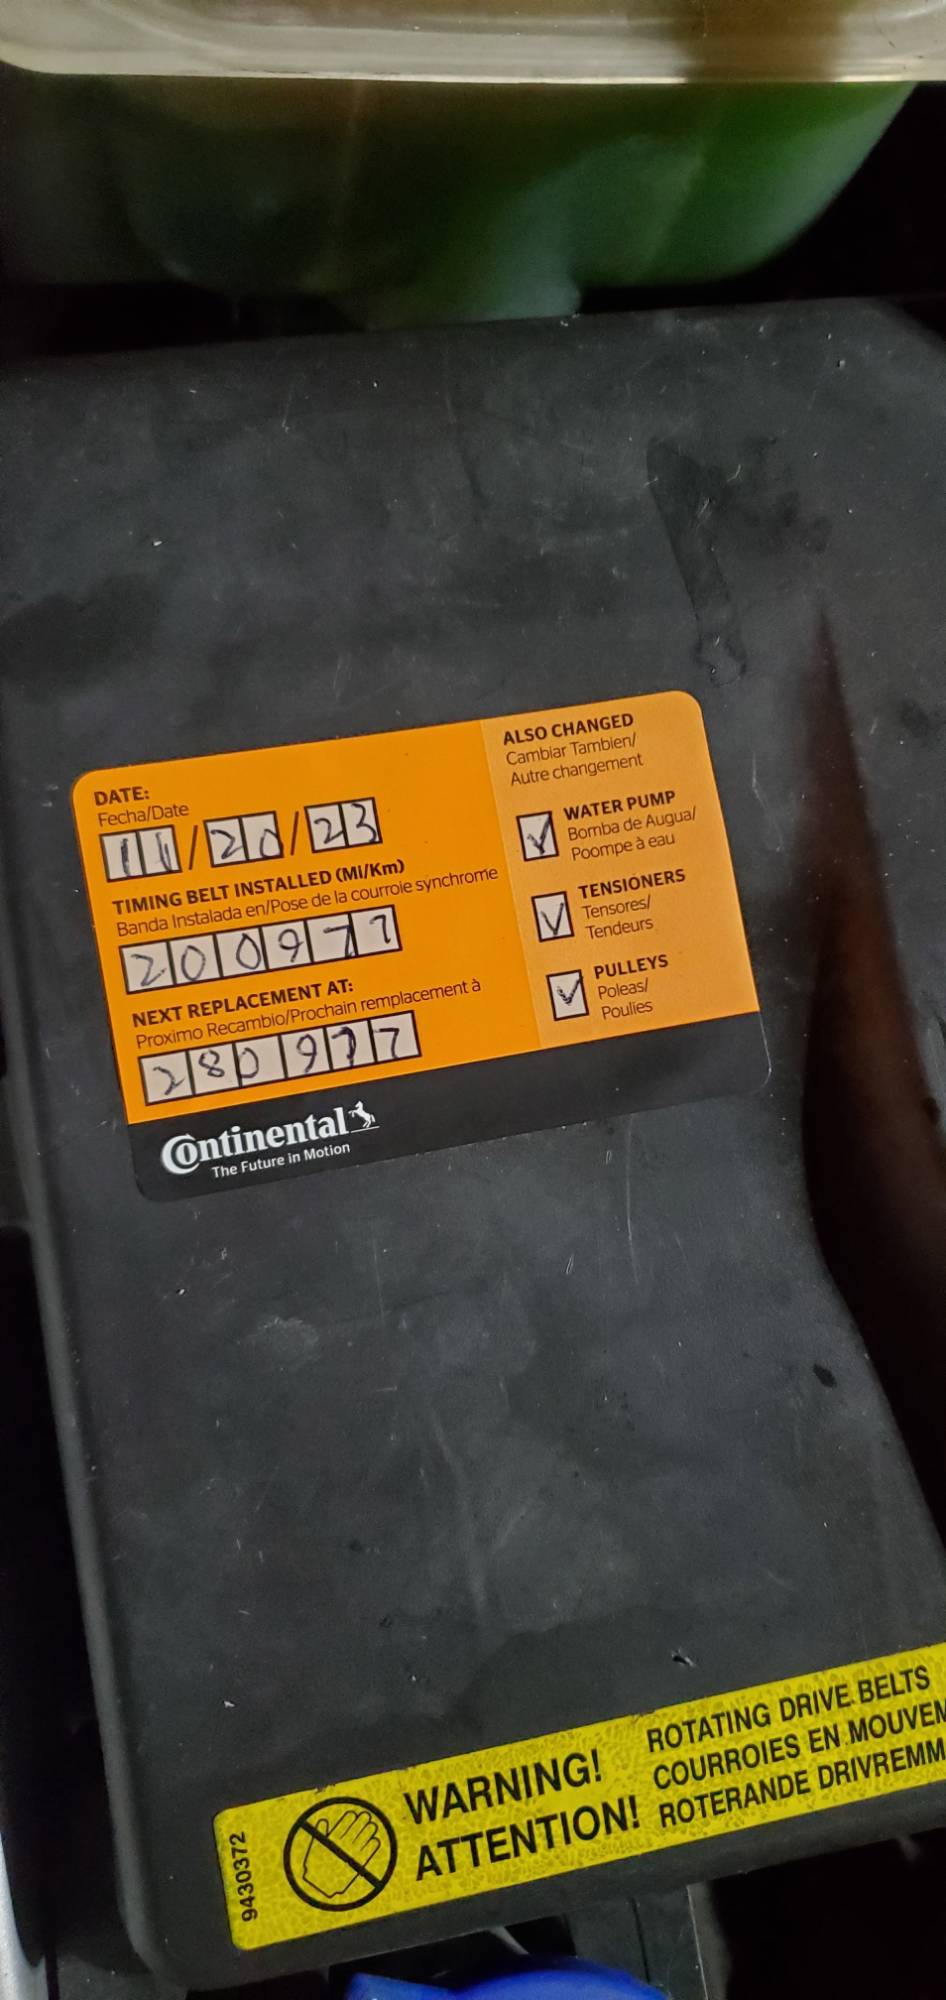 DATE:
Fecha/Date
11/20/23
TIMING BELT INSTALLED (MI/Km)
Banda Instalada en/Pose de la courroie synchrome
200977
NEXT REPLACEMENT AT:
Proximo Recambio/Prochain remplacement à
280977
ALSO CHANGED
Cambiar Tambien/
Autre changement
WATER PUMP
Bomba de Augua/
Poompe à eau
TENSIONERS
Tensores/
Tendeurs
PULLEYS
Poleas/
Poulies
Continental
The Future in Motion
9430372
WARNING!
ATTENTION!
ROTATING DRIVE BELTS
COURROIES EN MOUVEM
ROTERANDE DRIVREMM